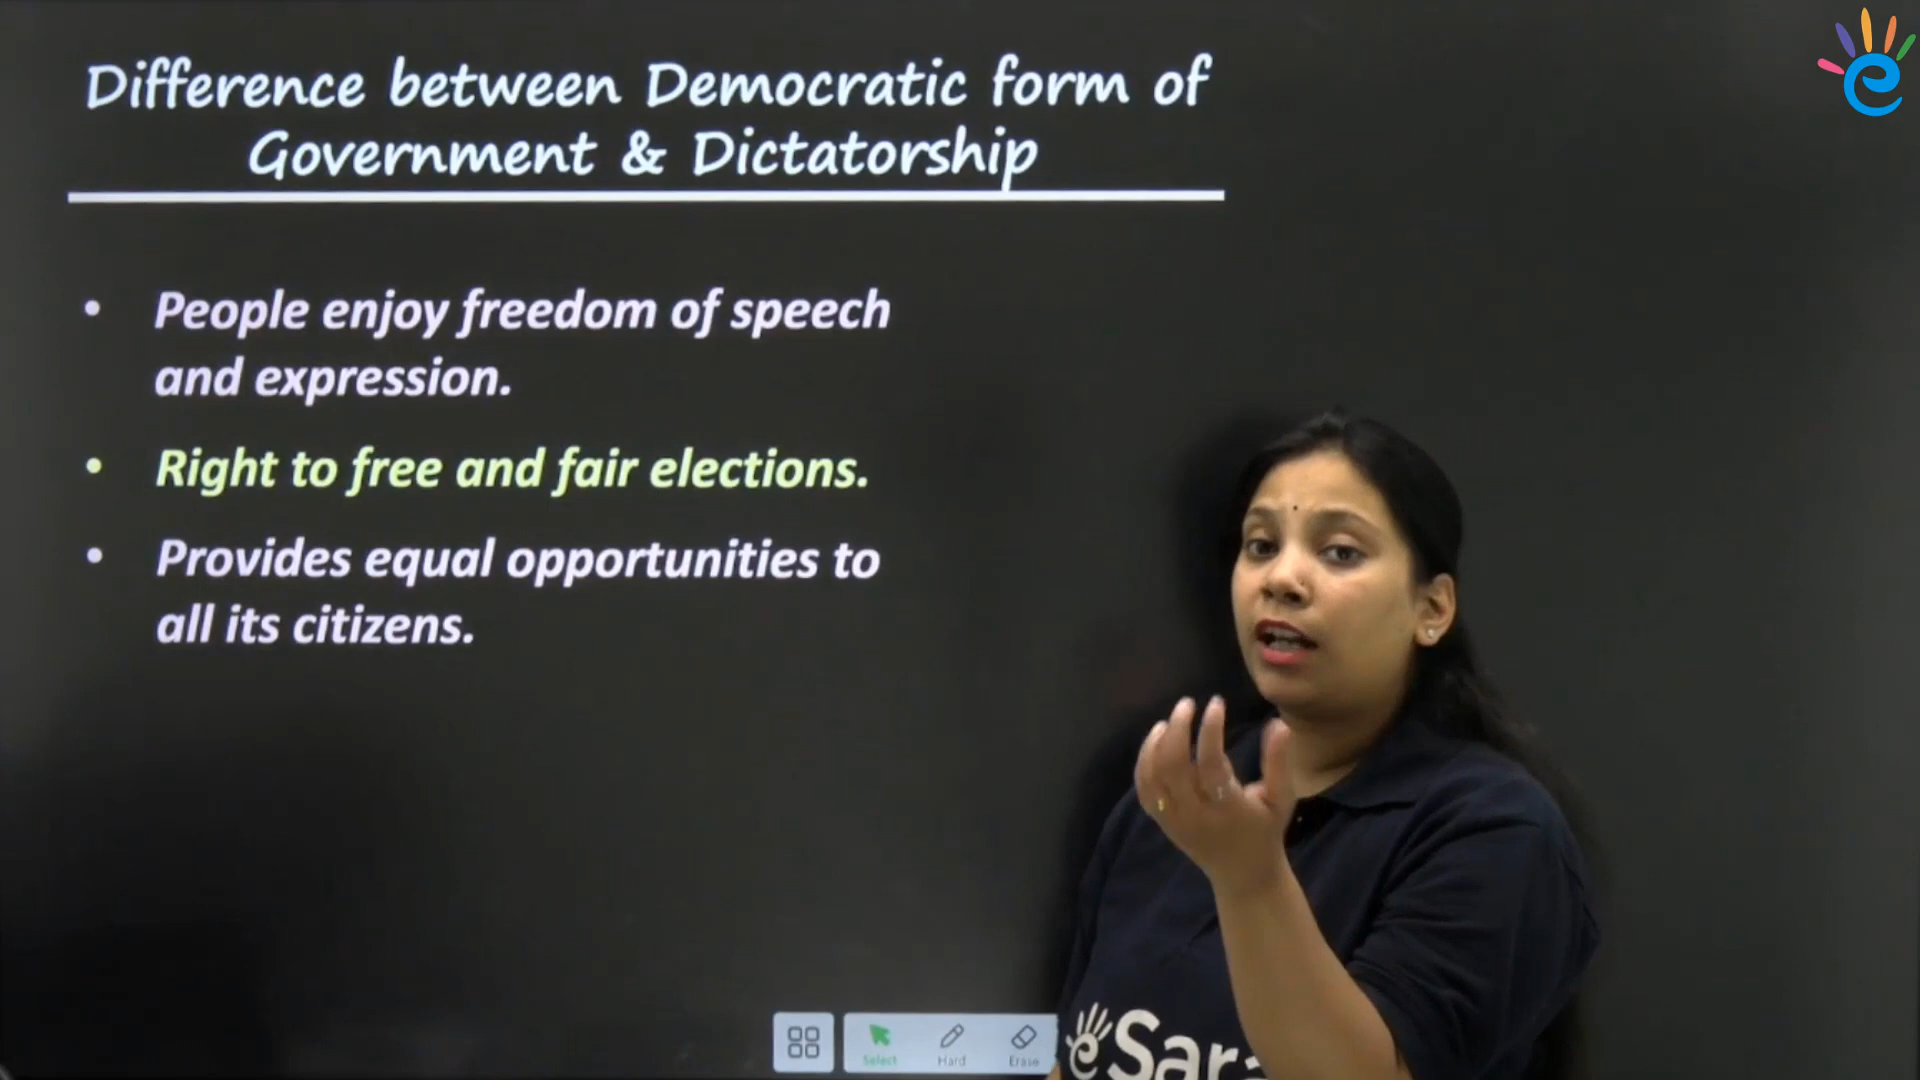 Difference between Democratic form of
Government & Dictatorship
• People enjoy freedom of speech
and expression.
• Right to free and fair elections.
• Provides equal opportunities to
all its citizens.
Select
Hard
Erase
e
eSara